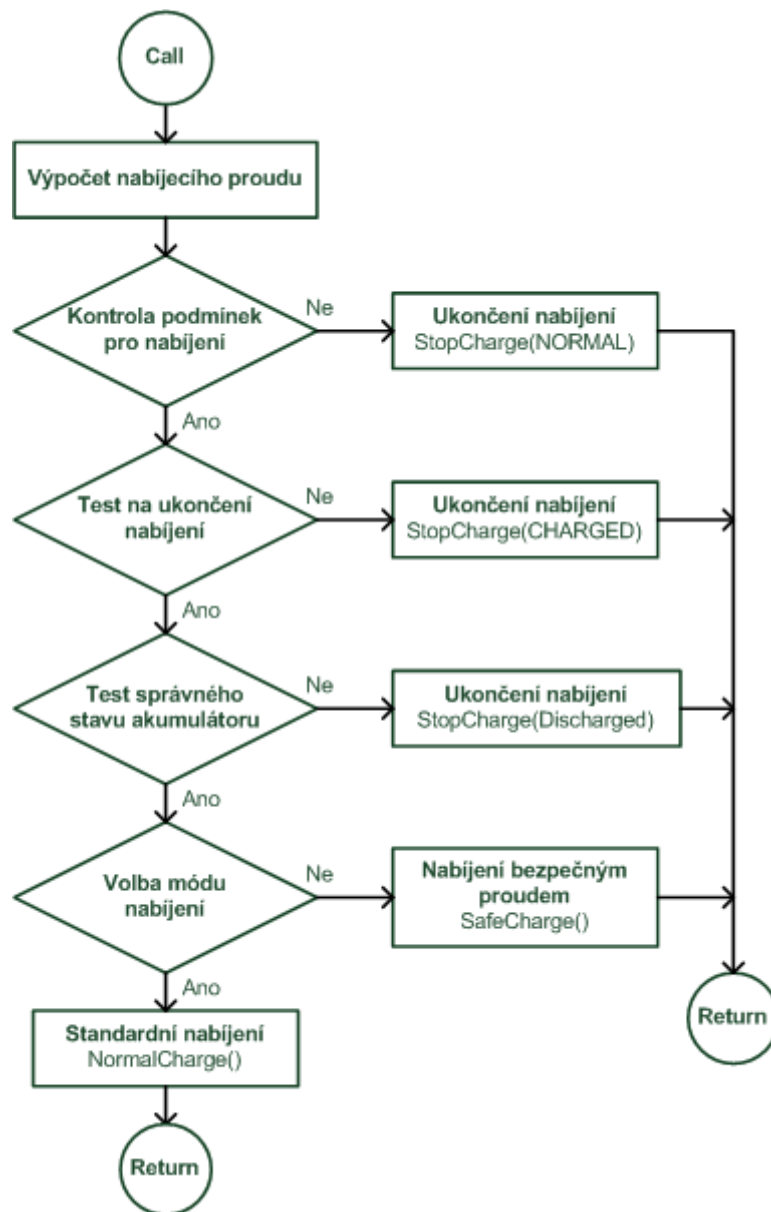 Call
Výpočet nabíjecího proudu
Kontrola podmínek
pro nabíjení
Ne
Ukončení nabíjení
StopCharge(NORMAL)
Ano
Test na ukončení
nabíjení
Ne
Ukončení nabíjení
StopCharge(CHARGED)
Ano
Test správného
stavu akumulátoru
Ne
Ukončení nabíjení
StopCharge(Discharged)
Ano
Volba módu
nabíjení
Ne
Nabíjení bezpečným
proudem
SafeCharge()
Ano
Standardní nabíjení
NormalCharge()
Return
Return